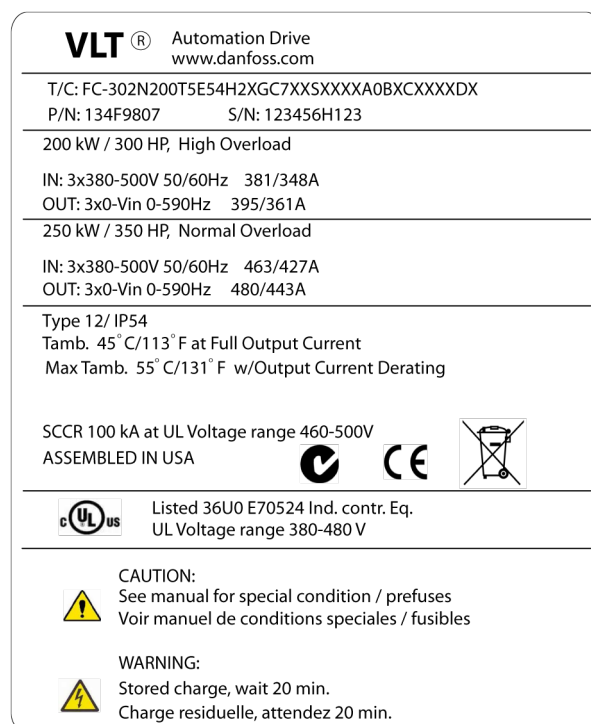 VLT ® Automation Drive
www.danfoss.com
T/C: FC-302N200T5E54H2XGC7XXSXXXXA0BXCXXXXDX
P/N: 134F9807 S/N: 123456H123
200 kW / 300 HP, High Overload
IN: 3x380-500V 50/60Hz 381/348A
OUT: 3x0-Vin 0-590Hz 395/361A
250 kW / 350 HP, Normal Overload
IN: 3x380-500V 50/60Hz 463/427A
OUT: 3x0-Vin 0-590Hz 480/443A
Type 12/ IP54
Tamb. 45°C/113°F at Full Output Current
Max Tamb. 55°C/131°F w/Output Current Derating
SCCR 100 kA at UL Voltage range 460-500V
ASSEMBLED IN USA CE
c UL us Listed 36U0 E70524 Ind. contr. Eq.
UL Voltage range 380-480 V
CAUTION:
See manual for special condition / prefuses
Voir manuel de conditions speciales / fusibles
WARNING:
Stored charge, wait 20 min.
Charge residuelle, attendez 20 min.